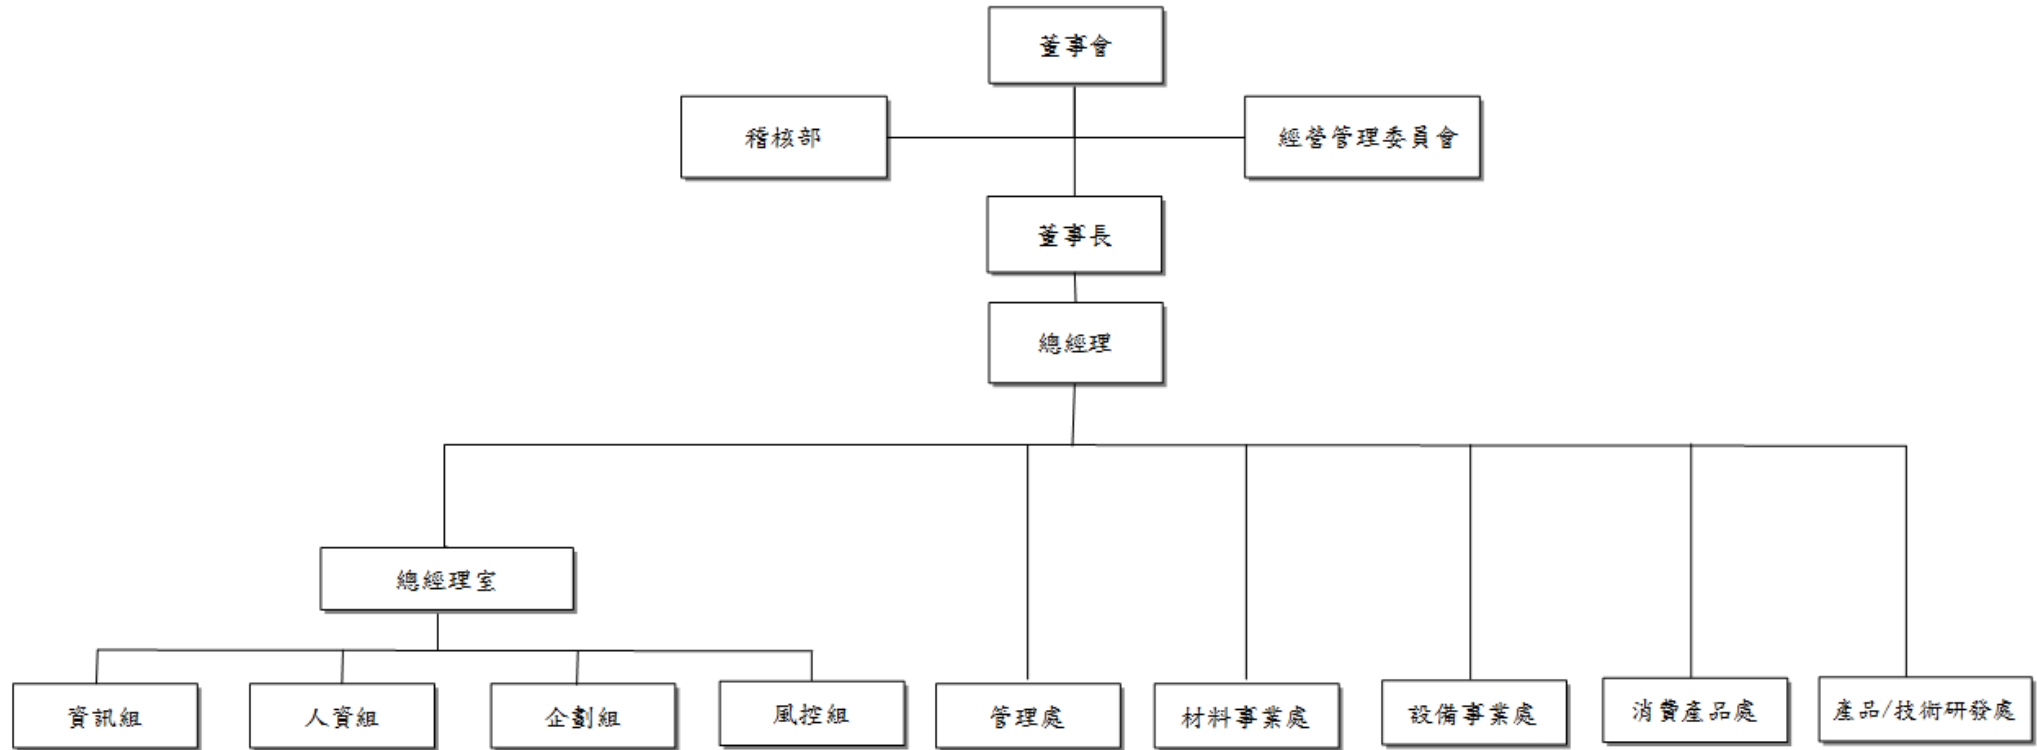 董事會
稽核部
經營管理委員會
董事長
總經理
總經理室
資訊組
人資組
企劃組
風控組
管理處
材料事業處
設備事業處
消費產品處
產品/技術研發處